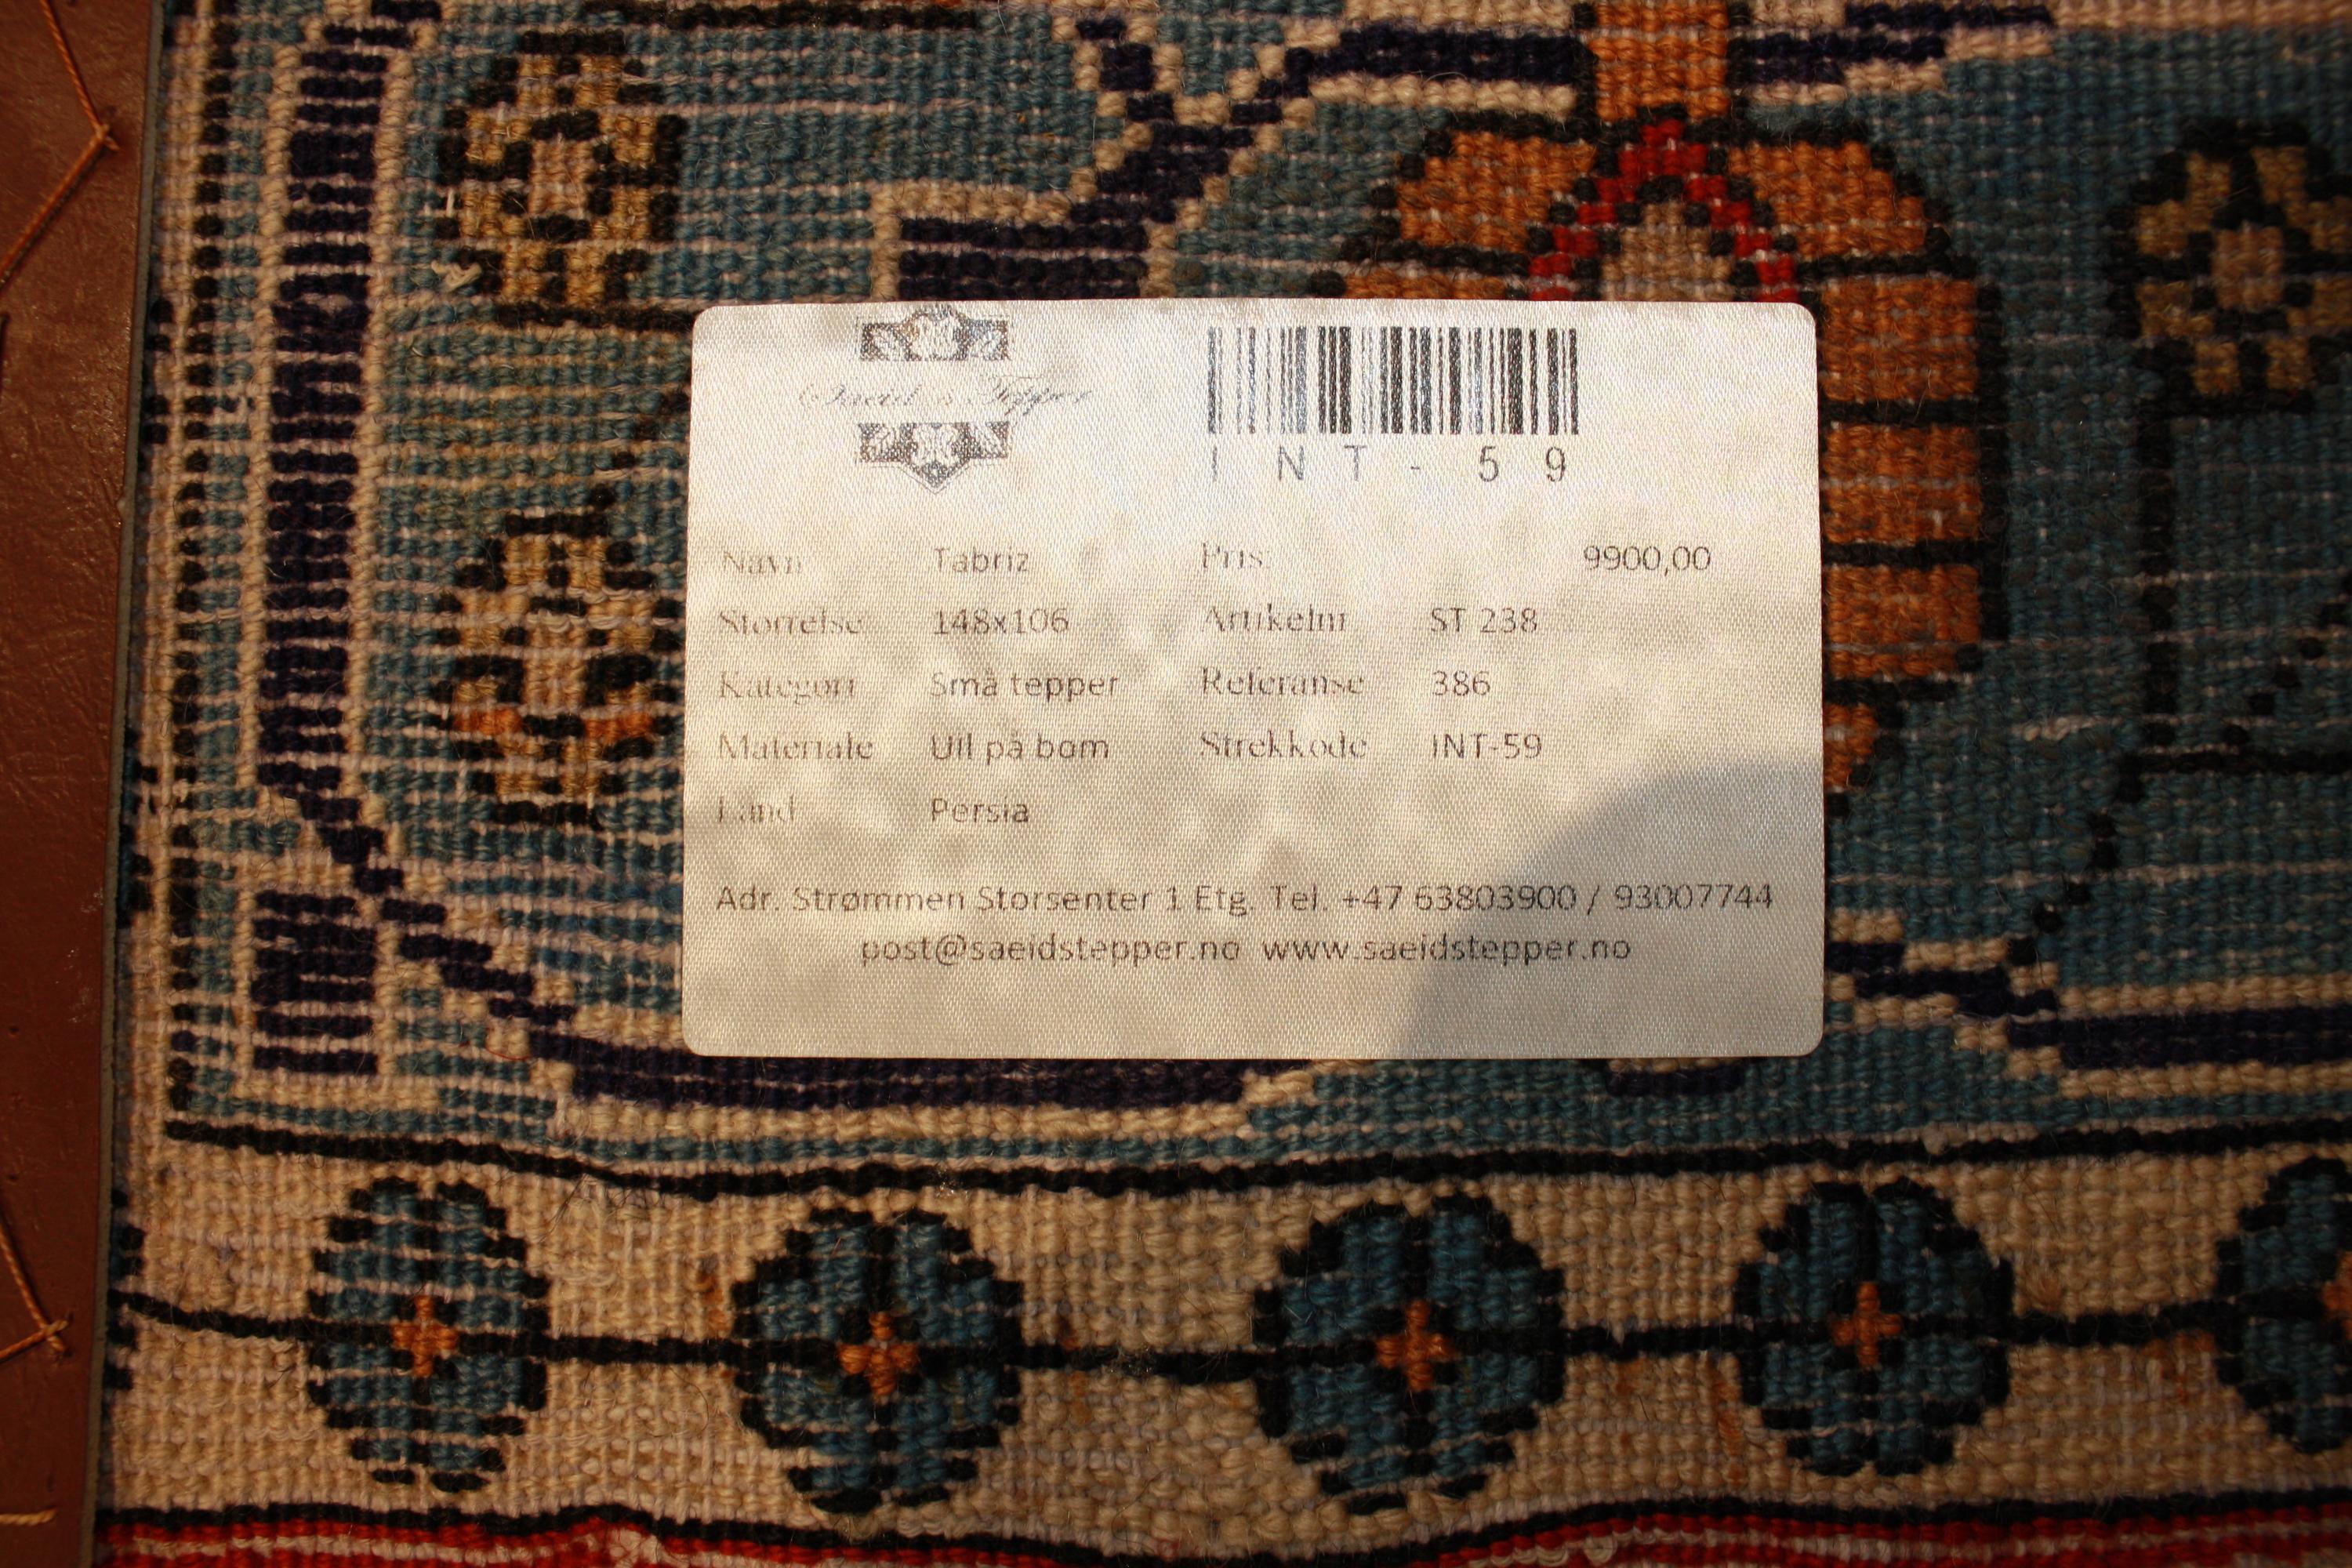 Saeid's Tepper
INT-59
Navn Tabriz Pris 9900,00
Størrelse 148x106 Artikelnr ST 238
Kategori Små tepper Referanse 386
Materiale Ull på bom Strekkode INT-59
Land Persia
Adr. Strømmen Storsenter 1 Etg. Tel. +47 63803900 / 93007744
post@saeidstepper.no www.saeidstepper.no